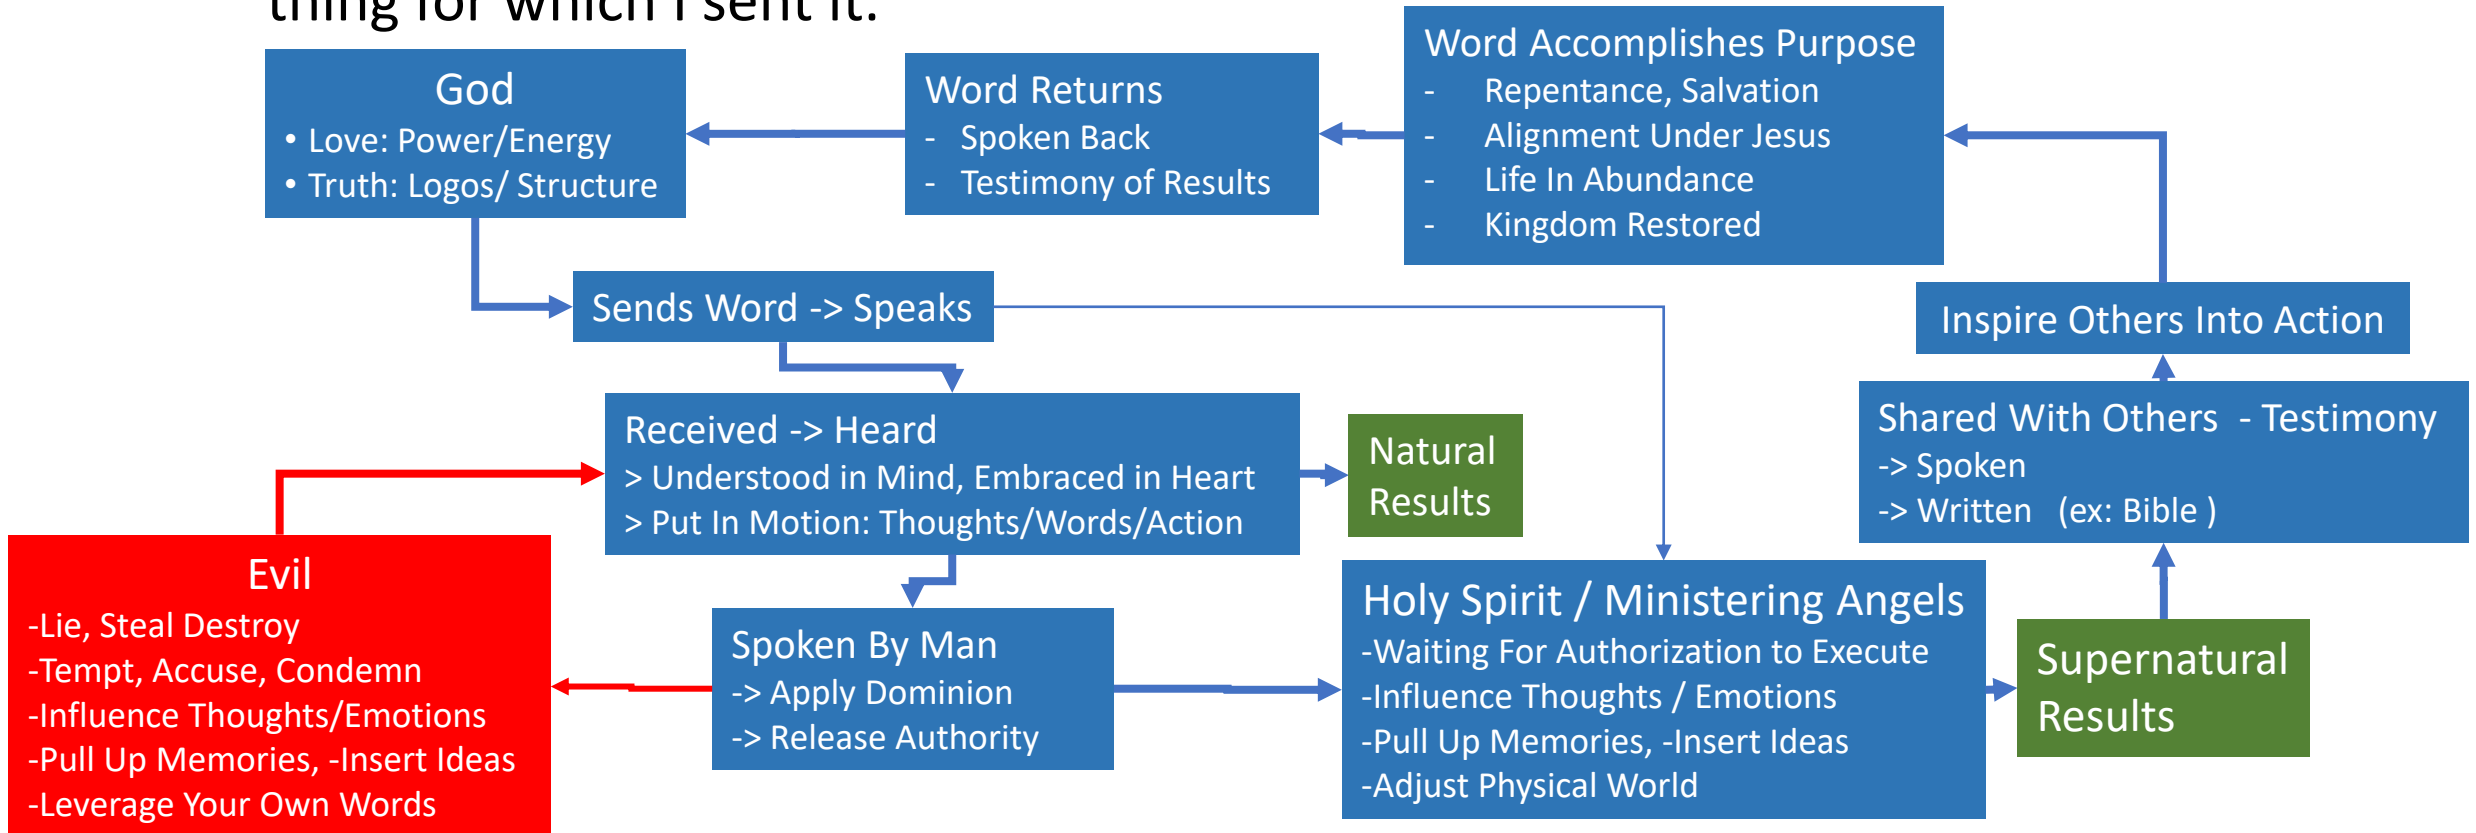 thing for which I sent it.
God
• Love: Power/Energy
• Truth: Logos/ Structure
Word Returns
- Spoken Back
- Testimony of Results
Word Accomplishes Purpose
- Repentance, Salvation
- Alignment Under Jesus
- Life In Abundance
- Kingdom Restored
Sends Word -> Speaks
Inspire Others Into Action
Received -> Heard
> Understood in Mind, Embraced in Heart
> Put In Motion: Thoughts/Words/Action
Natural
Results
Shared With Others - Testimony
-> Spoken
-> Written (ex: Bible )
Evil
-Lie, Steal Destroy
-Tempt, Accuse, Condemn
-Influence Thoughts/Emotions
-Pull Up Memories, -Insert Ideas
-Leverage Your Own Words
Spoken By Man
-> Apply Dominion
-> Release Authority
Holy Spirit / Ministering Angels
-Waiting For Authorization to Execute
-Influence Thoughts / Emotions
-Pull Up Memories, -Insert Ideas
-Adjust Physical World
Supernatural
Results